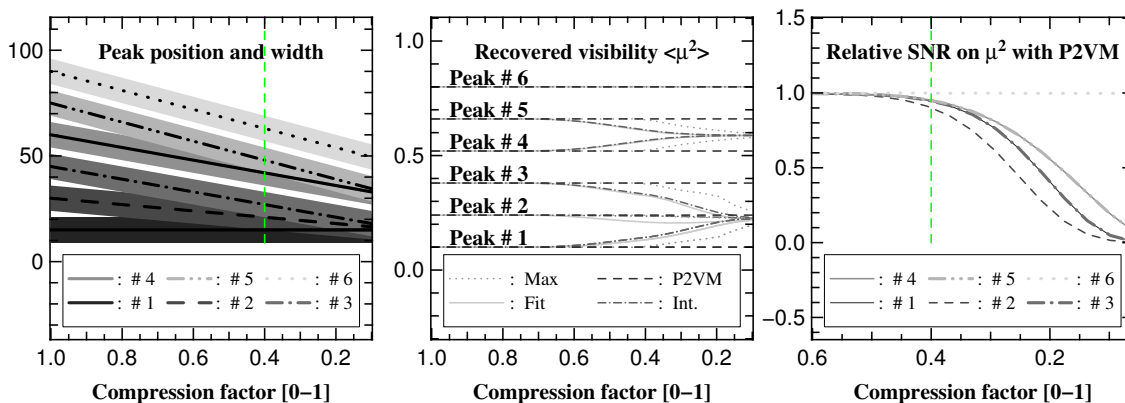 Peak position and width
100
50
0
: # 4 : # 5 : # 6
: # 1 : # 2 : # 3
1.0 0.8 0.6 0.4 0.2
Compression factor [0−1]
Recovered visibility <μ²>
1.0
0.5
0.0
Peak # 6
Peak # 5
Peak # 4
Peak # 3
Peak # 2
Peak # 1
: Max : P2VM
: Fit : Int.
1.0 0.8 0.6 0.4 0.2
Compression factor [0−1]
Relative SNR on μ² with P2VM
1.5
1.0
0.5
0.0
−0.5
: # 4 : # 5 : # 6
: # 1 : # 2 : # 3
0.6 0.4 0.2
Compression factor [0−1]